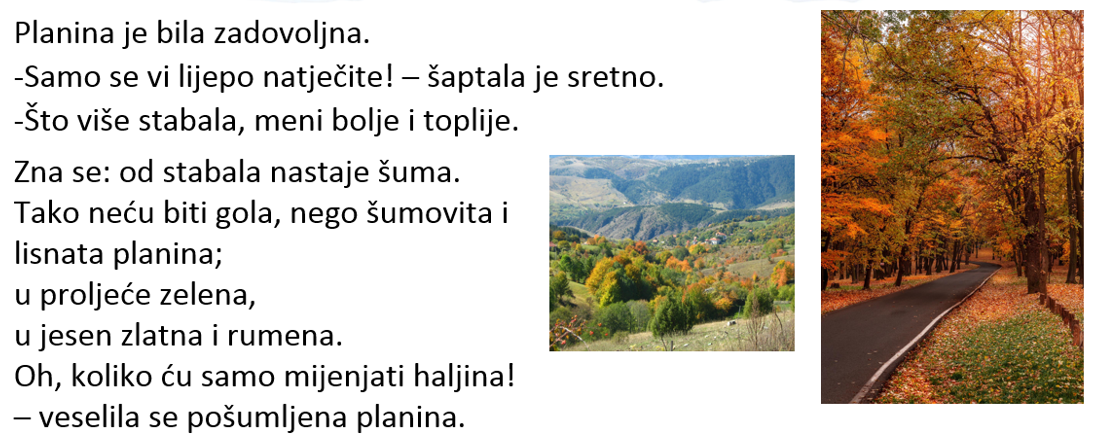 Planina je bila zadovoljna.
-Samo se vi lijepo natječite! – šaptala je sretno.
-Što više stabala, meni bolje i toplije.
Zna se: od stabala nastaje šuma.
Tako neću biti gola, nego šumovita i
lisnata planina;
u proljeće zelena,
u jesen zlatna i rumena.
Oh, koliko ću samo mijenjati haljina!
– veselila se pošumljena planina.